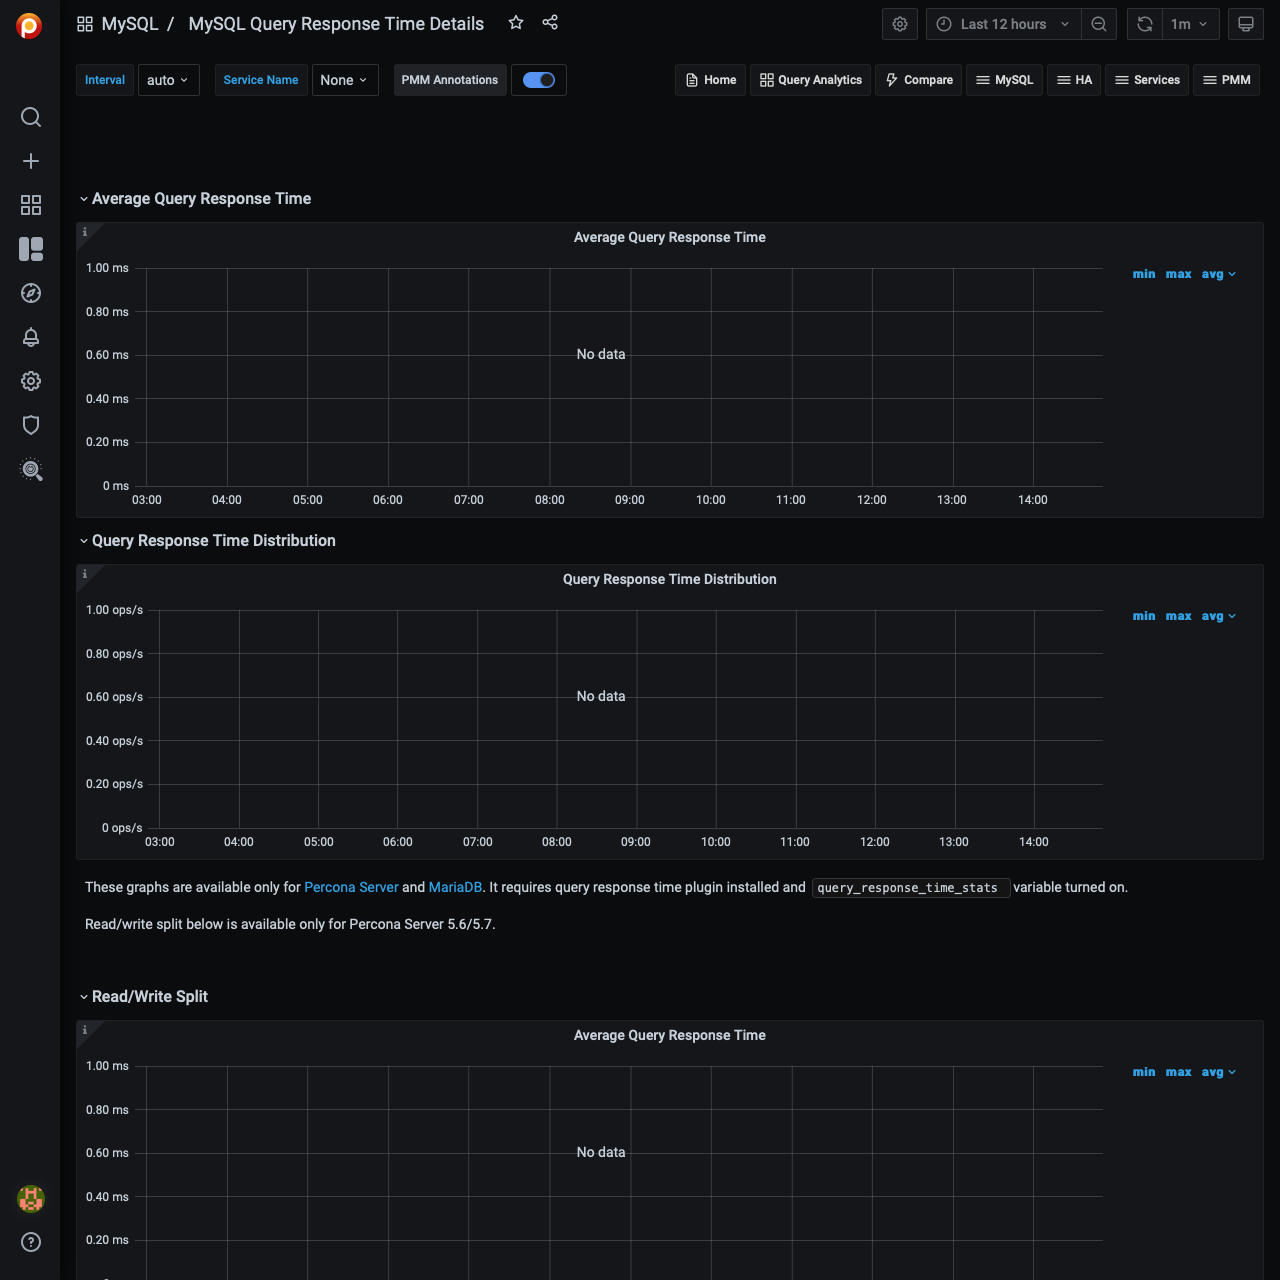 MySQL / MySQL Query Response Time Details
Last 12 hours
1m
Interval
auto
Service Name
None
PMM Annotations
Home
Query Analytics
Compare
MySQL
HA
Services
PMM
Average Query Response Time
i
Average Query Response Time
min max avg
1.00 ms
0.80 ms
0.60 ms
0.40 ms
0.20 ms
0 ms
No data
03:00 04:00 05:00 06:00 07:00 08:00 09:00 10:00 11:00 12:00 13:00 14:00
Query Response Time Distribution
i
Query Response Time Distribution
min max avg
1.00 ops/s
0.80 ops/s
0.60 ops/s
0.40 ops/s
0.20 ops/s
0 ops/s
No data
03:00 04:00 05:00 06:00 07:00 08:00 09:00 10:00 11:00 12:00 13:00 14:00
These graphs are available only for Percona Server and MariaDB. It requires query response time plugin installed and query_response_time_stats variable turned on.
Read/write split below is available only for Percona Server 5.6/5.7.
Read/Write Split
i
Average Query Response Time
min max avg
1.00 ms
0.80 ms
0.60 ms
0.40 ms
0.20 ms
No data